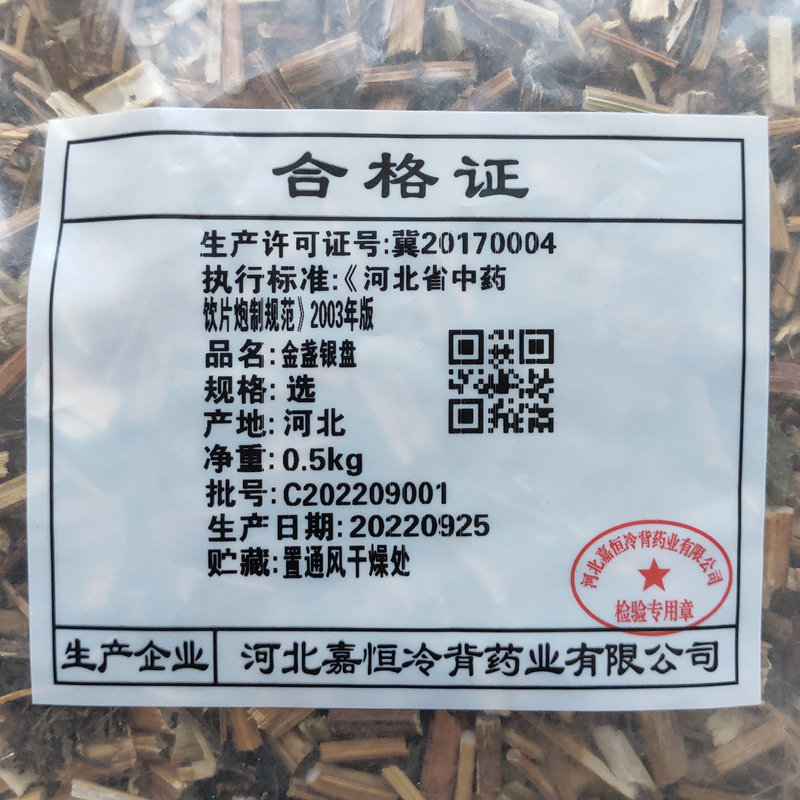 合格证
生产许可证号:冀20170004
执行标准:《河北省中药
饮片炮制规范》2003年版
品名:金盏银盘
规格:选
产地:河北
净重:0.5kg
批号:C202209001
生产日期:20220925
贮藏:置通风干燥处
河北嘉恒冷背药业有限公司
检验专用章
生产企业 河北嘉恒冷背药业有限公司